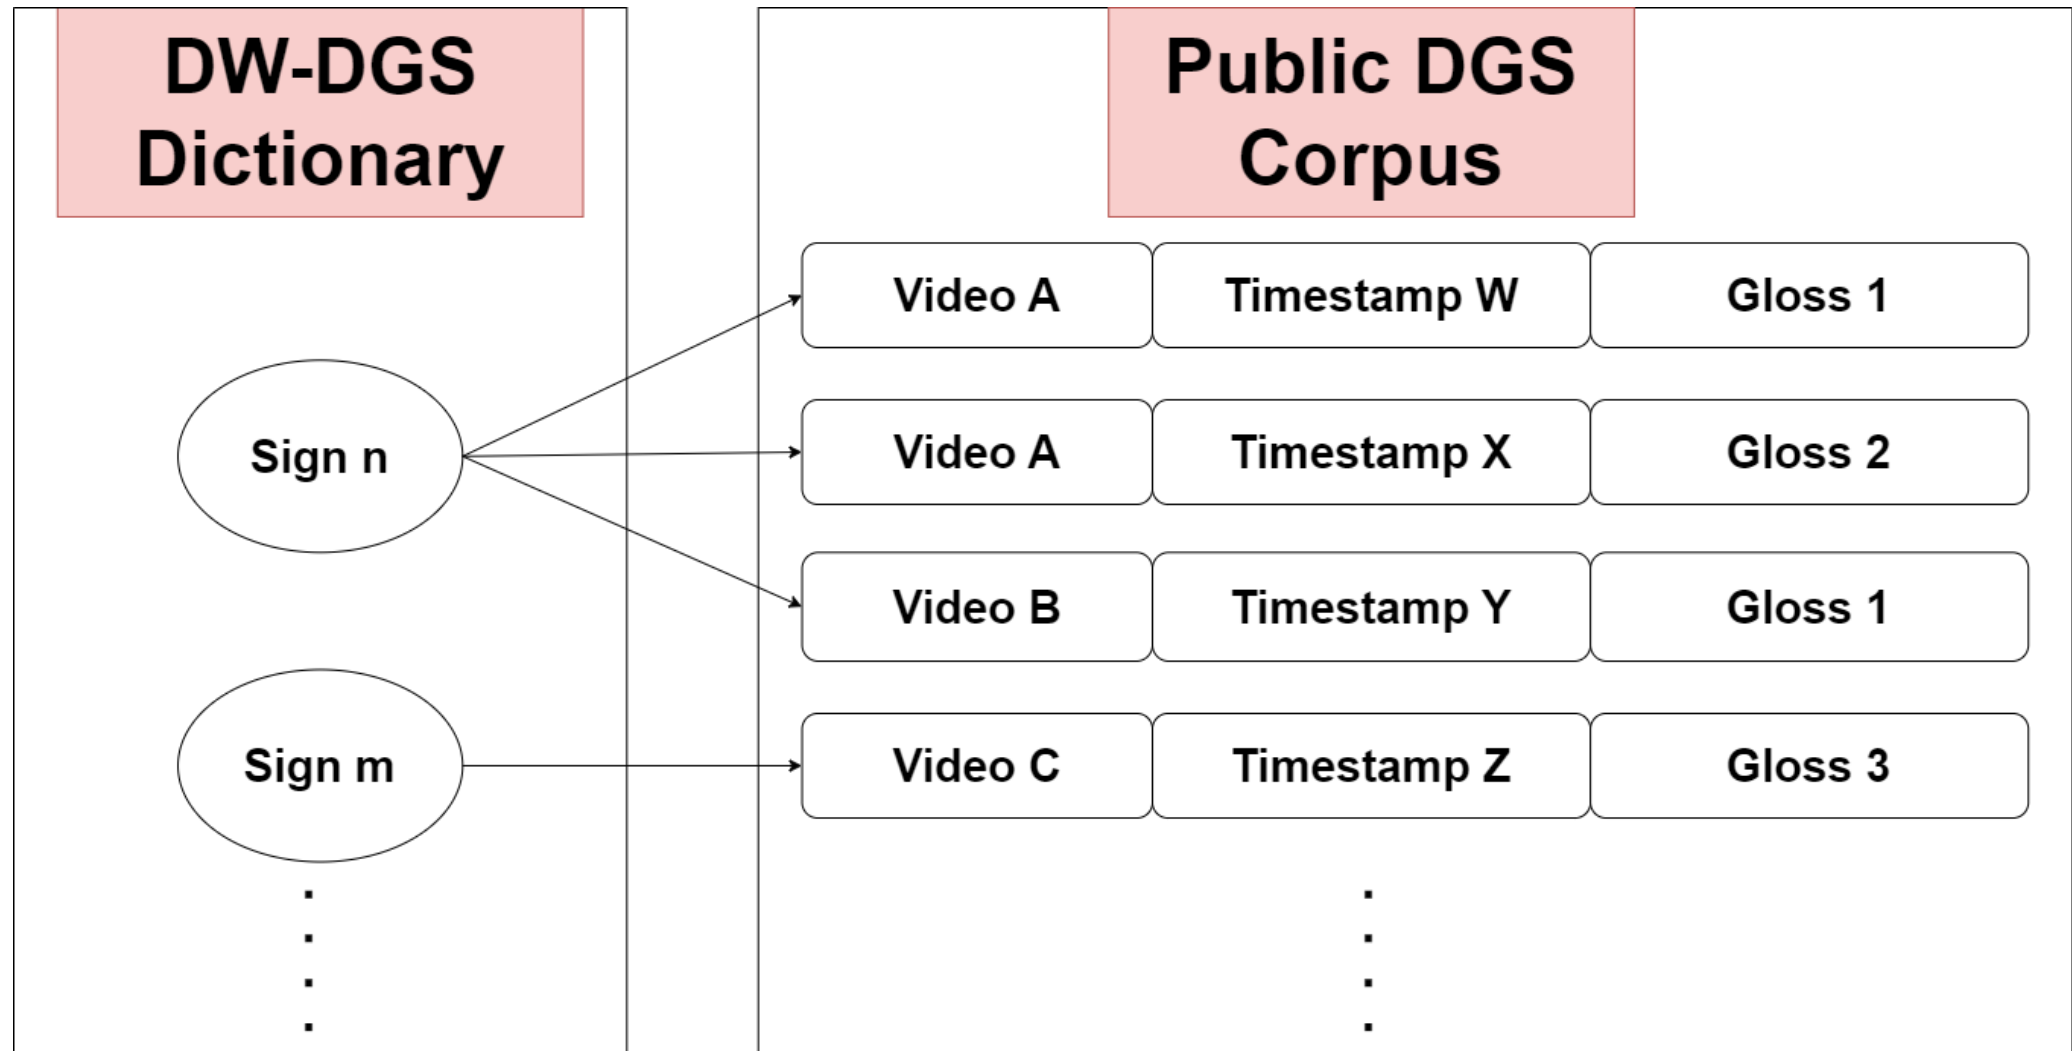 DW-DGS
Dictionary
Public DGS
Corpus
Video A Timestamp W Gloss 1
Sign n
Video A Timestamp X Gloss 2
Video B Timestamp Y Gloss 1
Sign m
Video C Timestamp Z Gloss 3